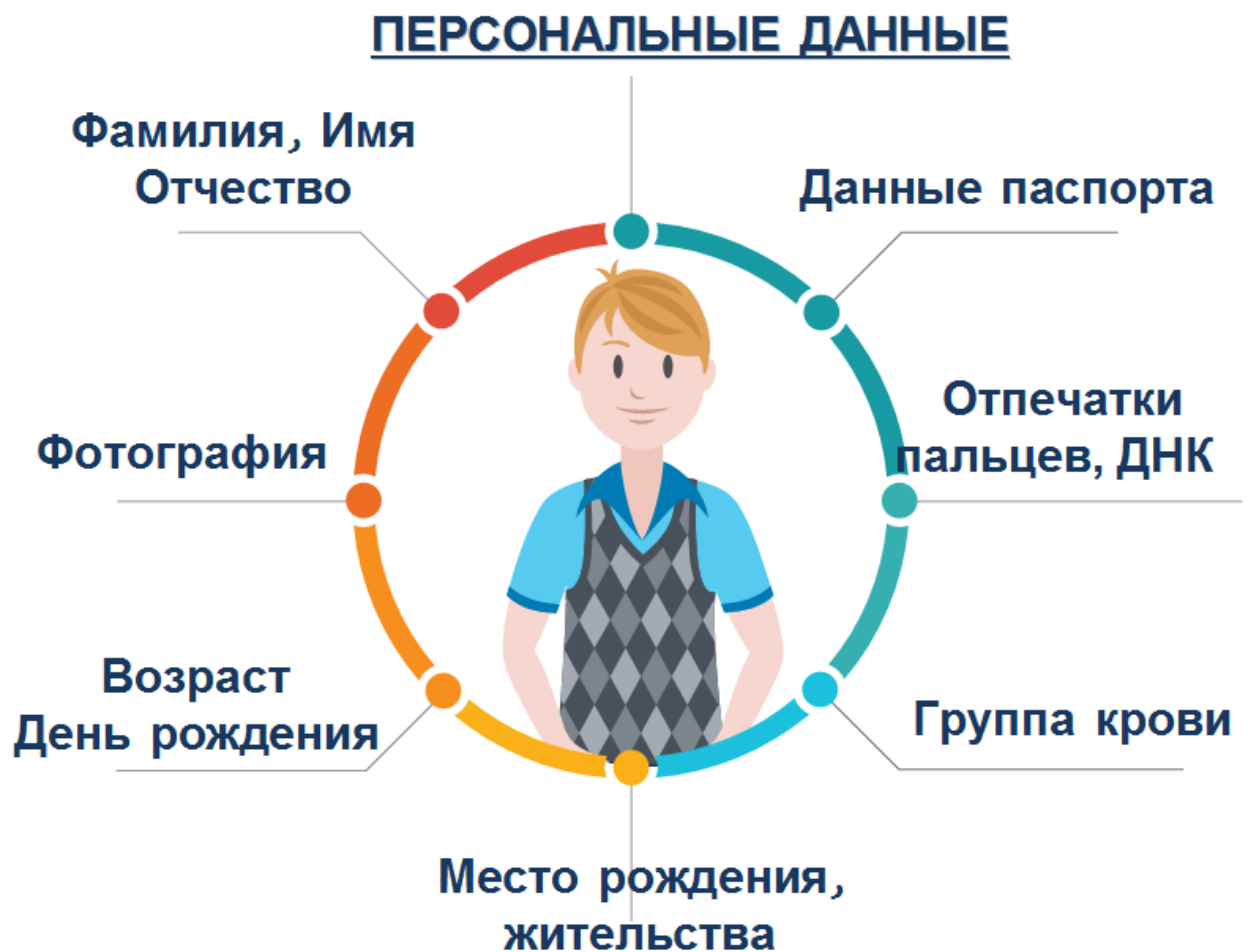 ПЕРСОНАЛЬНЫЕ ДАННЫЕ
Фамилия, Имя
Отчество
Данные паспорта
Фотография
Отпечатки
пальцев, ДНК
Возраст
День рождения
Группа крови
Место рождения,
жительства